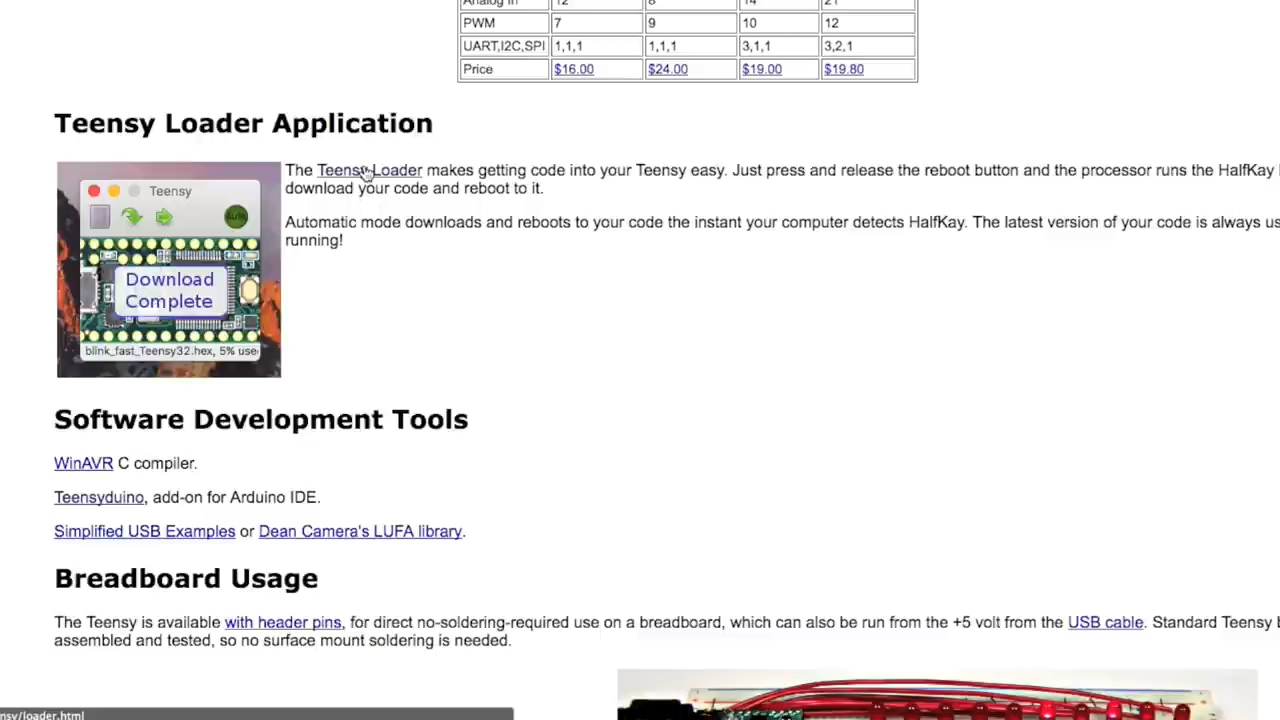 Analog In 12 8 14 21
PWM 7 9 10 12
UART,I2C,SPI 1,1,1 1,1,1 3,1,1 3,2,1
Price $16.00 $24.00 $19.00 $19.80
Teensy Loader Application
The Teensy Loader makes getting code into your Teensy easy. Just press and release the reboot button and the processor runs the HalfKay
download your code and reboot to it.
Automatic mode downloads and reboots to your code the instant your computer detects HalfKay. The latest version of your code is always us
running!
Teensy
AUTO
Download
Complete
blink_fast_Teensy32.hex, 5% use
Software Development Tools
WinAVR C compiler.
Teensyduino, add-on for Arduino IDE.
Simplified USB Examples or Dean Camera's LUFA library.
Breadboard Usage
The Teensy is available with header pins, for direct no-soldering-required use on a breadboard, which can also be run from the +5 volt from the USB cable. Standard Teensy b
assembled and tested, so no surface mount soldering is needed.
nsy/loader.html